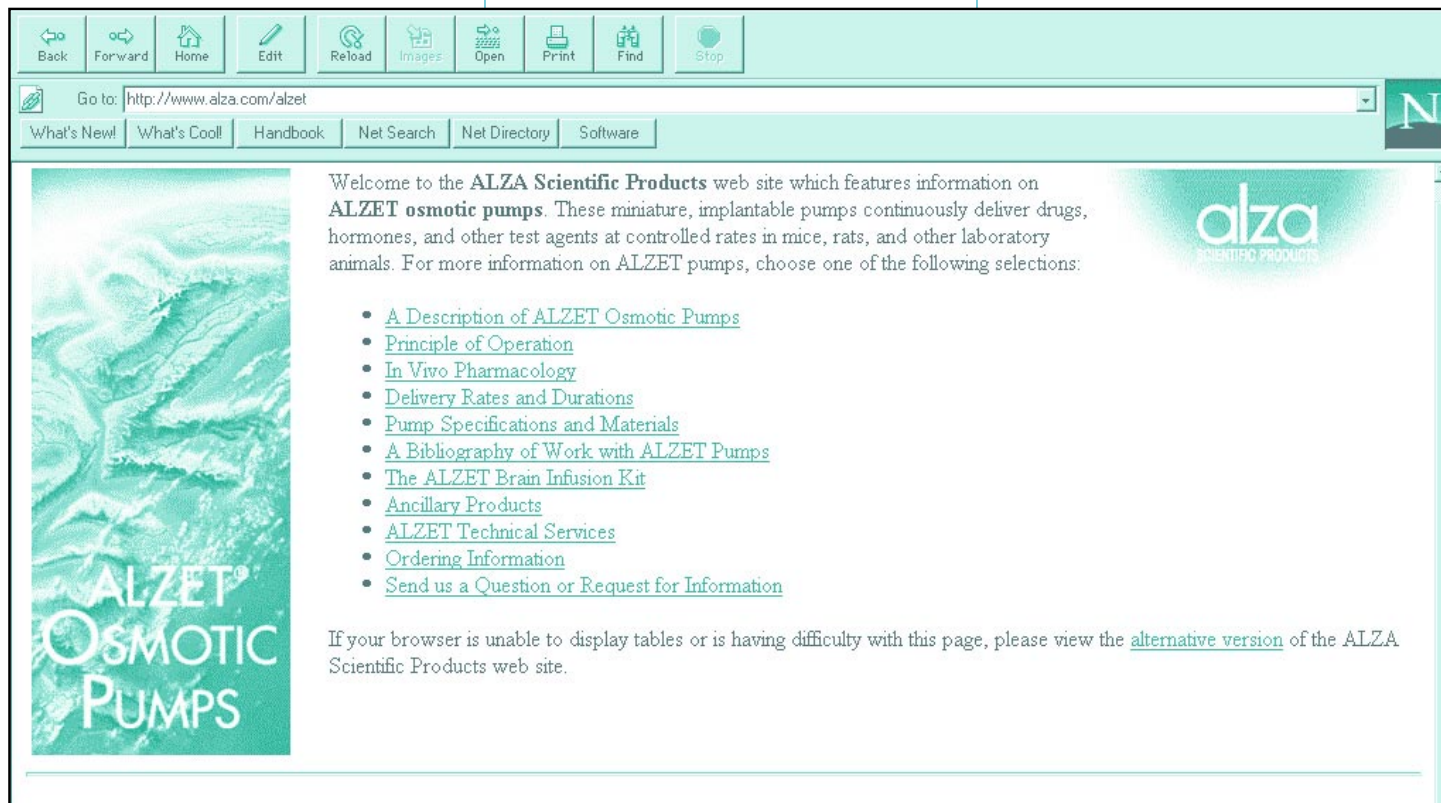 Back Forward Home Edit Reload Images Open Print Find Stop
Go to: http://www.alza.com/alzet
N
What's New! What's Cool! Handbook Net Search Net Directory Software
Welcome to the ALZA Scientific Products web site which features information on
ALZET osmotic pumps. These miniature, implantable pumps continuously deliver drugs,
hormones, and other test agents at controlled rates in mice, rats, and other laboratory
animals. For more information on ALZET pumps, choose one of the following selections:
alza
SCIENTIFIC PRODUCTS
A Description of ALZET Osmotic Pumps
Principle of Operation
In Vivo Pharmacology
Delivery Rates and Durations
Pump Specifications and Materials
A Bibliography of Work with ALZET Pumps
The ALZET Brain Infusion Kit
Ancillary Products
ALZET Technical Services
Ordering Information
Send us a Question or Request for Information
ALZET®
OSMOTIC
PUMPS
If your browser is unable to display tables or is having difficulty with this page, please view the alternative version of the ALZA
Scientific Products web site.